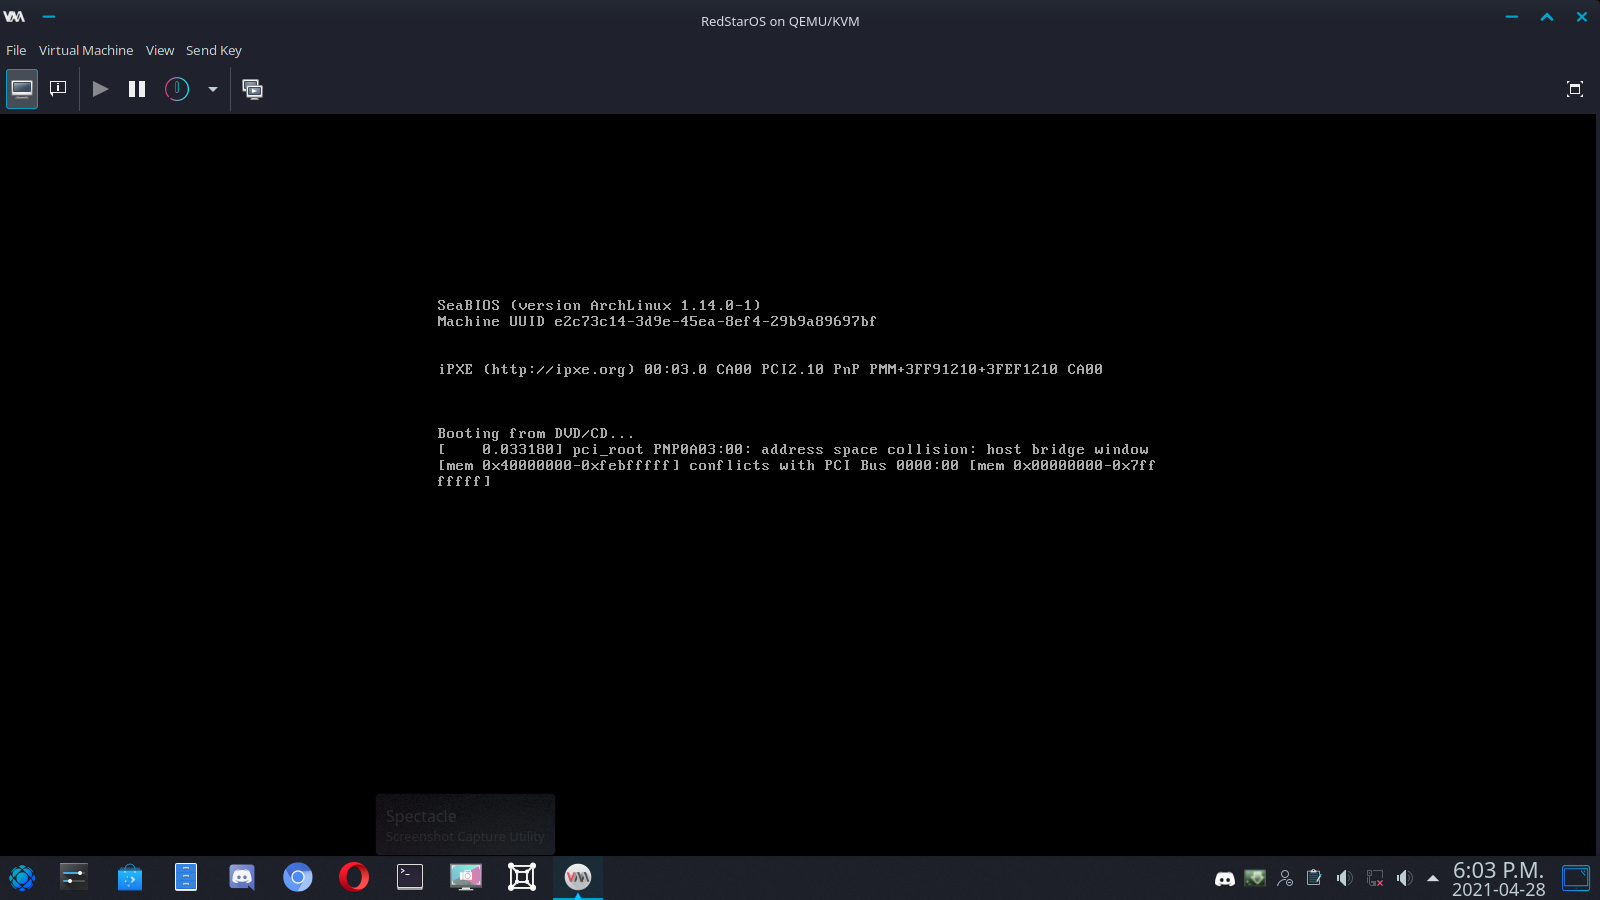 RedStarOS on QEMU/KVM
File Virtual Machine View Send Key
SeaBIOS (version ArchLinux 1.14.0-1)
Machine UUID e2c73c14-3d9e-45ea-8ef4-29b9a89697bf
iPXE (http://ipxe.org) 00:03.0 CA00 PCI2.10 PnP PMM+3FF91210+3FEF1210 CA00
Booting from DVD/CD...
[    0.033180] pci_root PNP0A03:00: address space collision: host bridge window
[mem 0x40000000-0xfebfffff] conflicts with PCI Bus 0000:00 [mem 0x00000000-0x7ff
fffff]
Spectacle
Screenshot Capture Utility
6:03 P.M.
2021-04-28